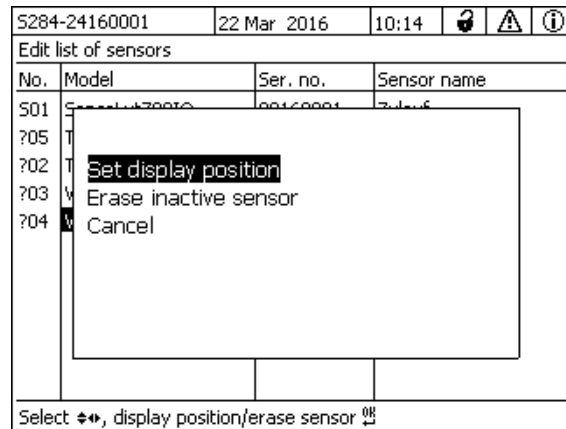 S284-24160001 22 Mar 2016 10:14
Edit list of sensors
No. Model Ser. no. Sensor name
S01
?05
?02
?03
?04
Set display position
Erase inactive sensor
Cancel
Select, display position/erase sensor OK